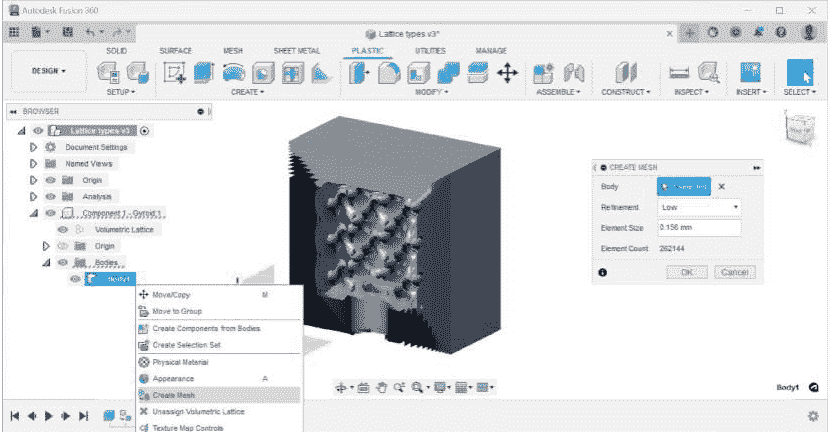 Autodesk Fusion 360
Lattice types v3*
DESIGN
SOLID SURFACE MESH SHEET METAL PLASTIC UTILITIES MANAGE
SETUP CREATE MODIFY ASSEMBLE CONSTRUCT INSPECT INSERT SELECT
BROWSER
Lattice types v3
Document Settings
Named Views
Origin
Analysis
Component 1 - Gyroid 1
Volumetric Lattice
Origin
Bodies
Body1
Move/Copy M
Move to Group
Create Components from Bodies
Create Selection Set
Physical Material
Appearance A
Create Mesh
Unassign Volumetric Lattice
Texture Map Controls
CREATE MESH
Body
Refinement Low
Element Size 0.156 mm
Element Count 262144
OK Cancel
Body1